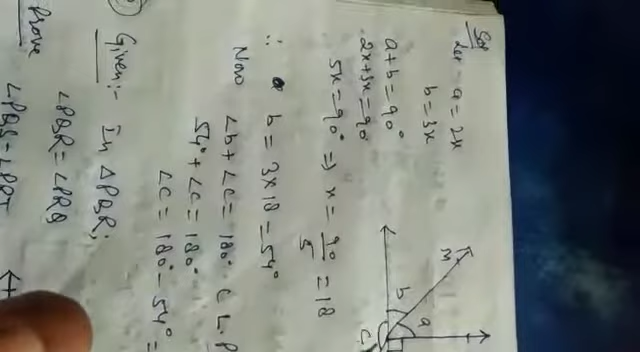 Sol
Let - a = 2x
b = 3x
a + b = 90°
2x + 3x = 90°
5x = 90° ⇒ x = 90/5 = 18
∴ b = 3×18 = 54°
Now ∠b + ∠c = 180° ( L.P
54° + ∠c = 180°
∠c = 180° - 54° =
Given:- In ΔPQR,
∠PQR = ∠PRQ
Prove
∠PQS = ∠PRT
M
b
a
c